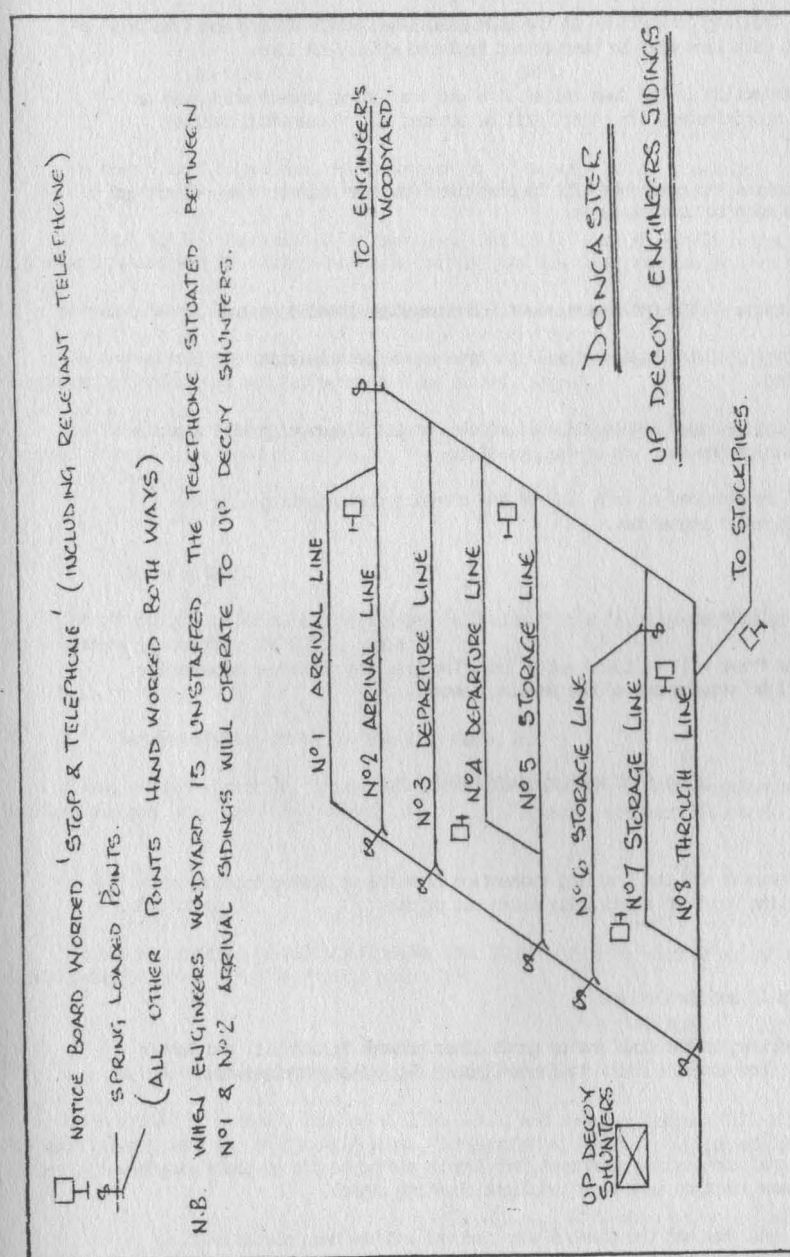 NOTICE BOARD WORDED 'STOP & TELEPHONE' (INCLUDING RELEVANT TELEPHONE)
SPRING LOADED POINTS.
(ALL OTHER POINTS HAND WORKED BOTH WAYS)
N.B. WHEN ENGINEERS WOODYARD IS UNSTAFFED THE TELEPHONE SITUATED BETWEEN
Nº1 & Nº2 ARRIVAL SIDINGS WILL OPERATE TO UP DECOY SHUNTERS.
TO ENGINEER'S
WOODYARD
Nº1 ARRIVAL LINE
Nº2 ARRIVAL LINE
Nº3 DEPARTURE LINE
Nº4 DEPARTURE LINE
Nº5 STORAGE LINE
Nº6 STORAGE LINE
Nº7 STORAGE LINE
Nº8 THROUGH LINE
UP DECOY
SHUNTERS
DONCASTER
UP DECOY ENGINEERS SIDINGS
TO STOCKPILES.